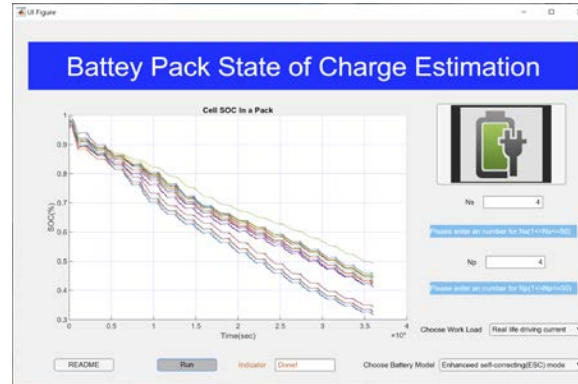 UI Figure
Battey Pack State of Charge Estimation
Cell SOC In a Pack
SOC(%)
1
0.9
0.8
0.7
0.6
0.5
0.4
0.3
0 0.5 1 1.5 2 2.5 3 3.5 4
×10⁴
Time(sec)
Ns 4
Please enter an number for Ns(1<=Ns<=50)
Np 4
Please enter an number for Np(1<=Np<=50)
Choose Work Load Real life driving current
README Run Indicator Done! Choose Battery Model Enhanceed self-correcting(ESC) mode